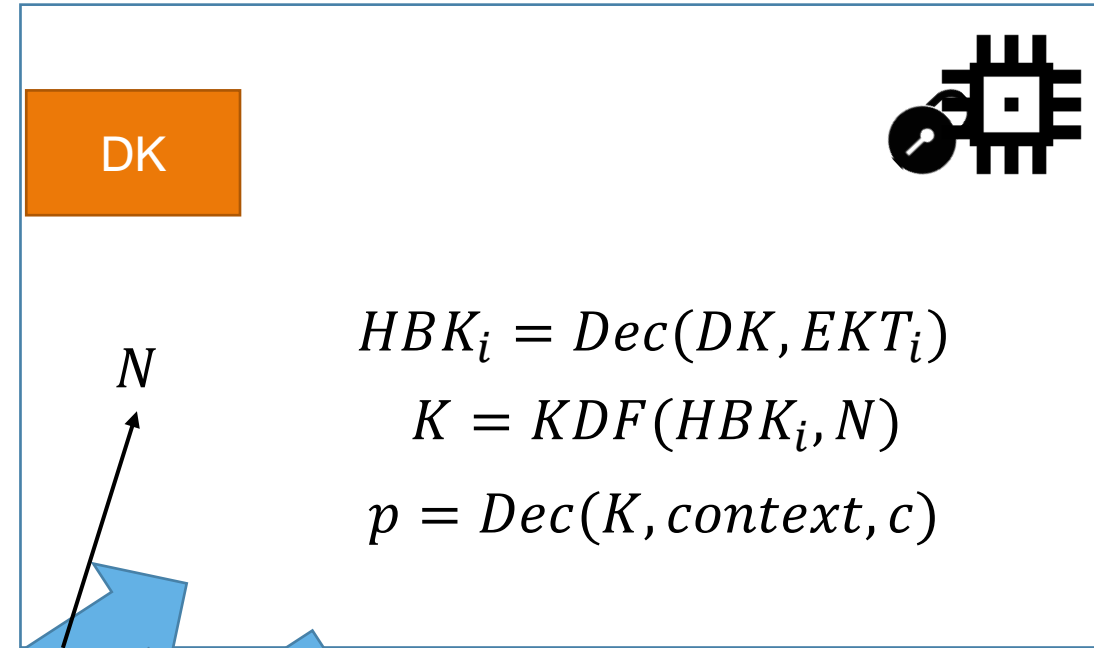 DK
HBK_i = Dec(DK, EKT_i)
N
K = KDF(HBK_i, N)
p = Dec(K, context, c)